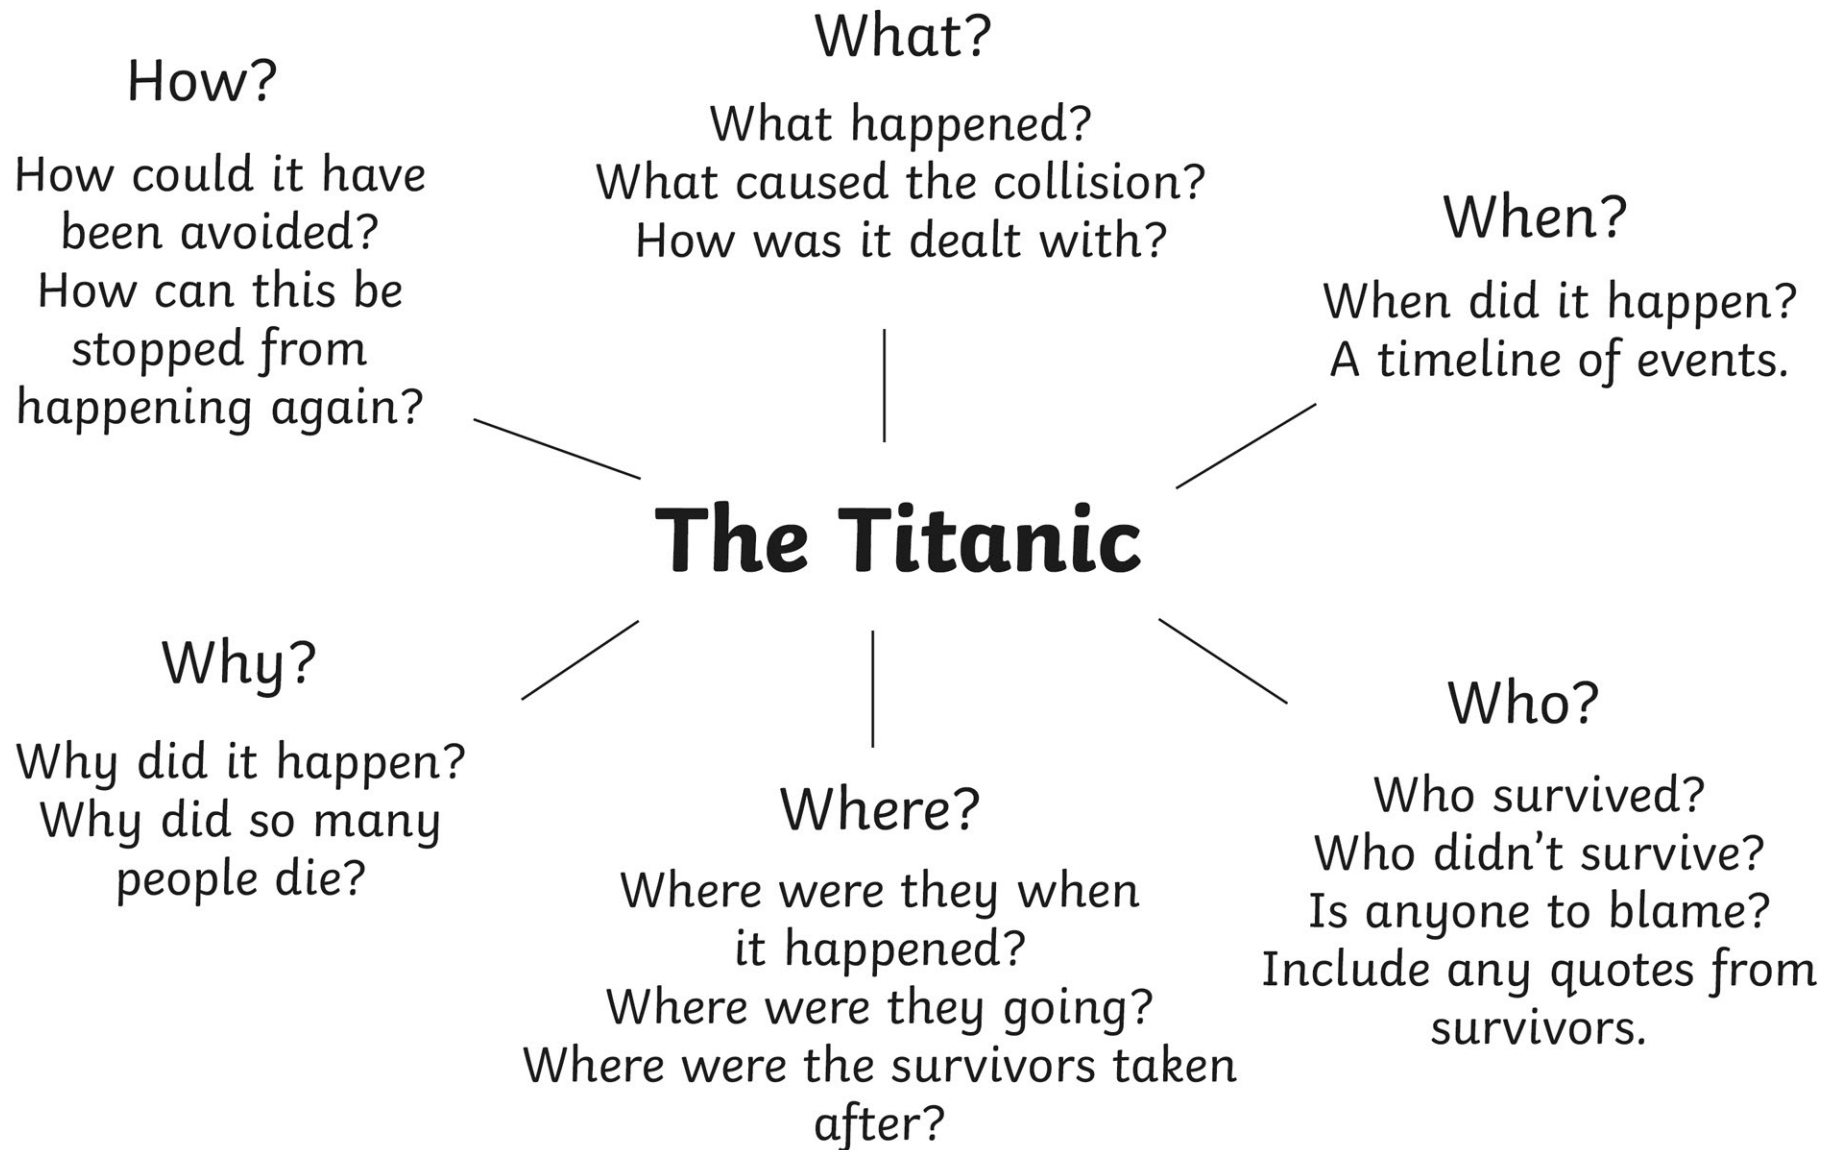 What?
What happened?
What caused the collision?
How was it dealt with?
How?
How could it have
been avoided?
How can this be
stopped from
happening again?
When?
When did it happen?
A timeline of events.
The Titanic
Why?
Why did it happen?
Why did so many
people die?
Where?
Where were they when
it happened?
Where were they going?
Where were the survivors taken
after?
Who?
Who survived?
Who didn't survive?
Is anyone to blame?
Include any quotes from
survivors.